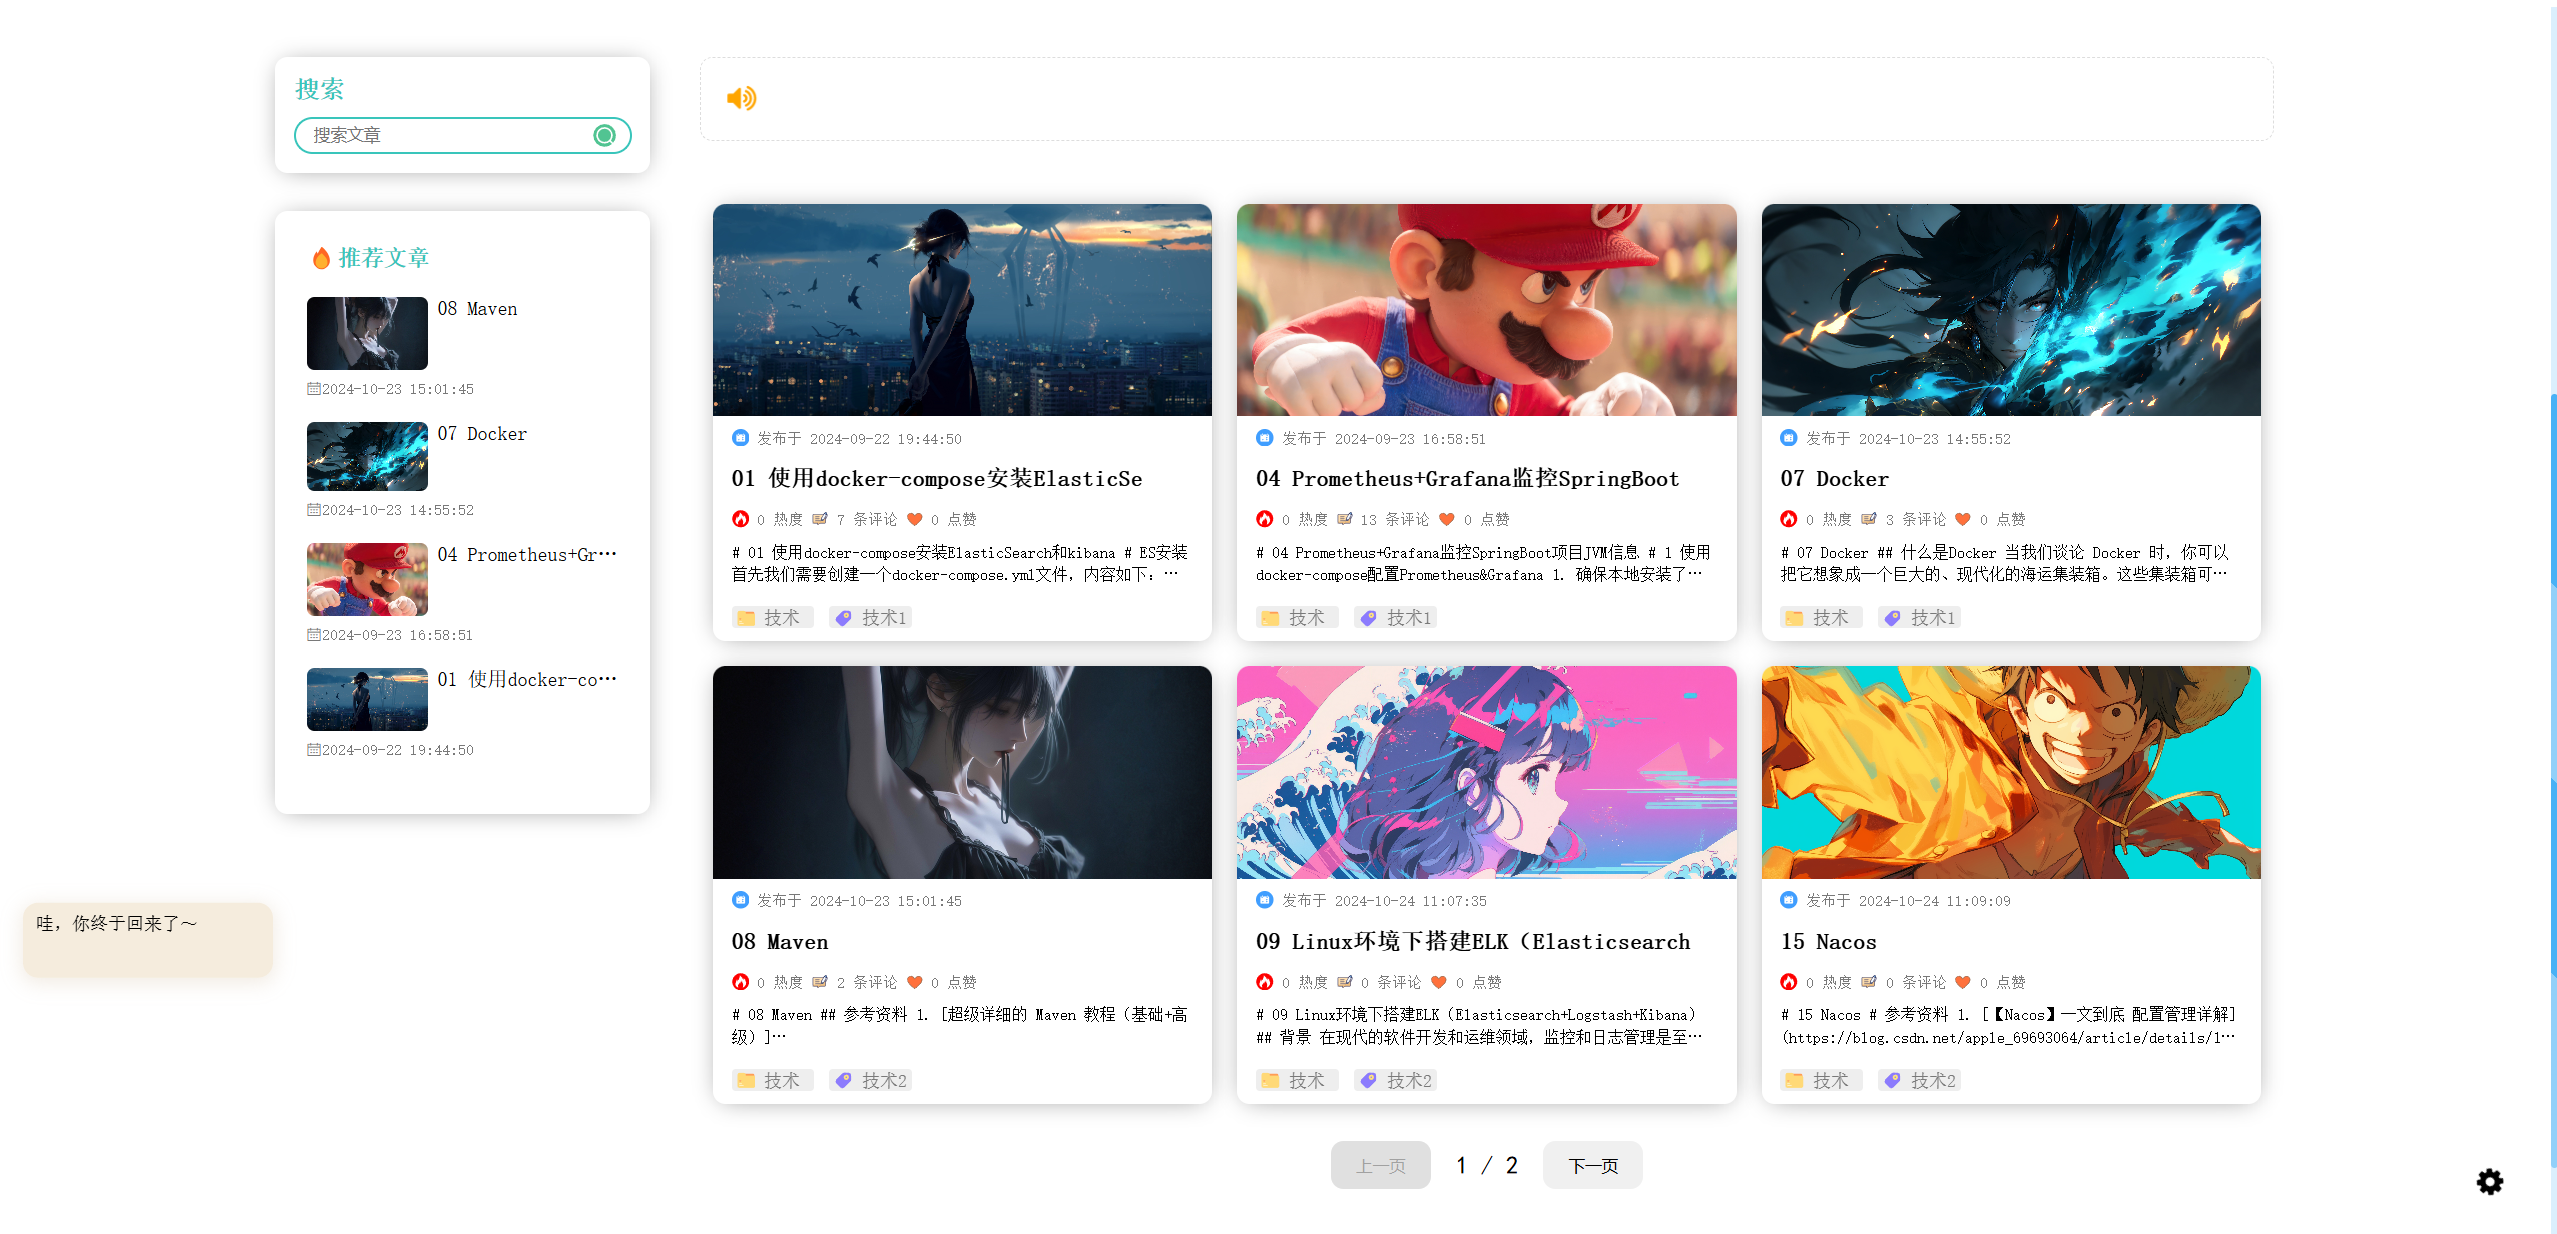 搜索
搜索文章
推荐文章
08 Maven
2024-10-23 15:01:45
07 Docker
2024-10-23 14:55:52
04 Prometheus+Gr…
2024-09-23 16:58:51
01 使用docker-co…
2024-09-22 19:44:50
哇，你终于回来了～
发布于 2024-09-22 19:44:50
01 使用docker-compose安装ElasticSe
0 热度 7 条评论 0 点赞
# 01 使用docker-compose安装ElasticSearch和kibana # ES安装
首先我们需要创建一个docker-compose.yml文件，内容如下：…
技术 技术1
发布于 2024-09-23 16:58:51
04 Prometheus+Grafana监控SpringBoot
0 热度 13 条评论 0 点赞
# 04 Prometheus+Grafana监控SpringBoot项目JVM信息 # 1 使用
docker-compose配置Prometheus&Grafana 1. 确保本地安装了…
技术 技术1
发布于 2024-10-23 14:55:52
07 Docker
0 热度 3 条评论 0 点赞
# 07 Docker ## 什么是Docker 当我们谈论 Docker 时，你可以
把它想象成一个巨大的、现代化的海运集装箱。这些集装箱可…
技术 技术1
发布于 2024-10-23 15:01:45
08 Maven
0 热度 2 条评论 0 点赞
# 08 Maven ## 参考资料 1. [超级详细的 Maven 教程（基础+高
级）]…
技术 技术2
发布于 2024-10-24 11:07:35
09 Linux环境下搭建ELK（Elasticsearch
0 热度 0 条评论 0 点赞
# 09 Linux环境下搭建ELK（Elasticsearch+Logstash+Kibana）
## 背景 在现代的软件开发和运维领域，监控和日志管理是至…
技术 技术2
发布于 2024-10-24 11:09:09
15 Nacos
0 热度 0 条评论 0 点赞
# 15 Nacos # 参考资料 1. [【Nacos】一文到底 配置管理详解]
(https://blog.csdn.net/apple_69693064/article/details/1…
技术 技术2
上一页 1 / 2 下一页